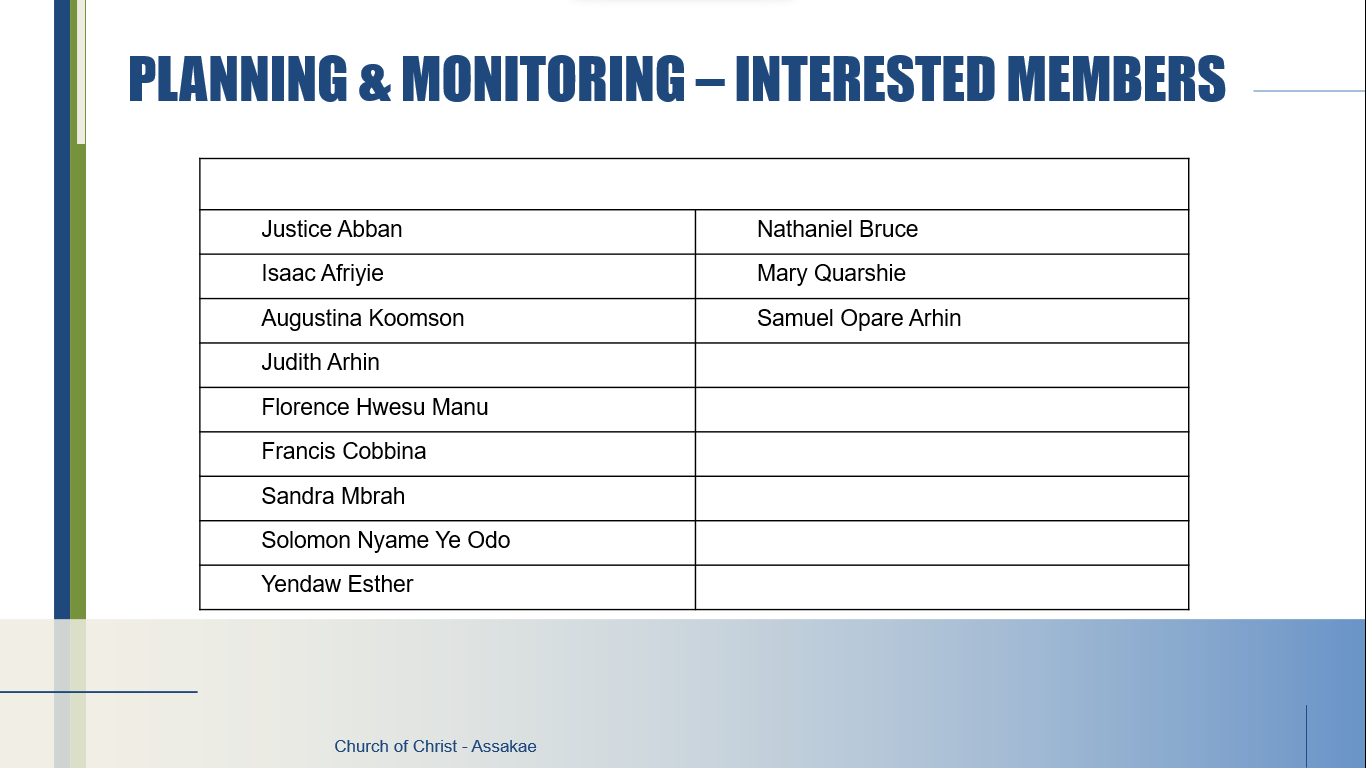 PLANNING & MONITORING – INTERESTED MEMBERS
Justice Abban
Nathaniel Bruce
Isaac Afriyie
Mary Quarshie
Augustina Koomson
Samuel Opare Arhin
Judith Arhin
Florence Hwesu Manu
Francis Cobbina
Sandra Mbrah
Solomon Nyame Ye Odo
Yendaw Esther
Church of Christ - Assakae